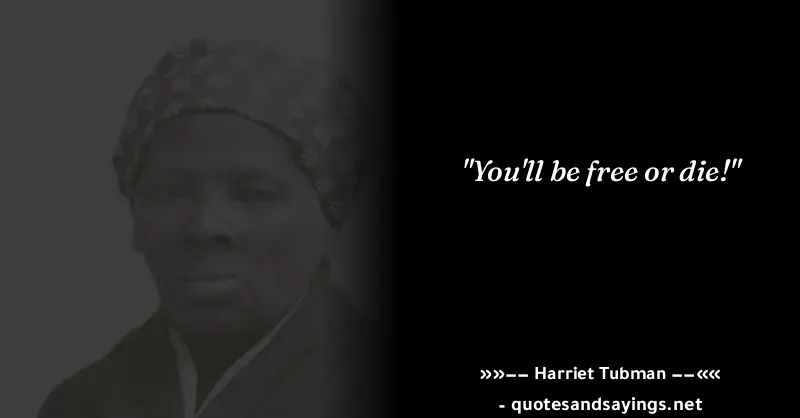 "You'll be free or die!"
»»–– Harriet Tubman ––««
- quotesandsayings.net